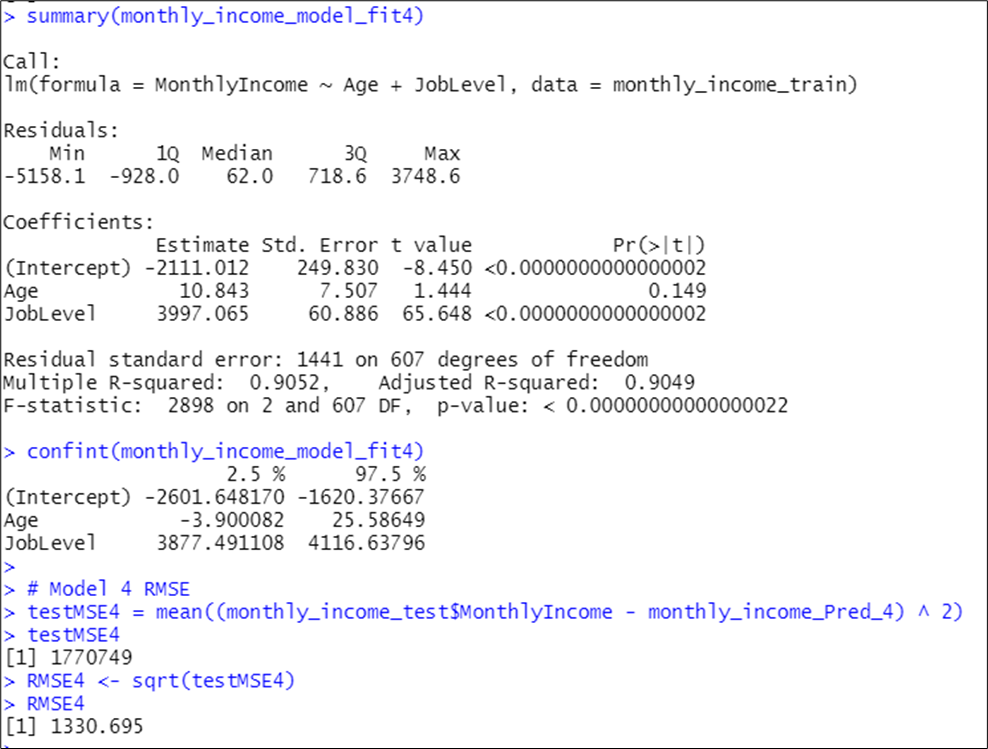 > summary(monthly_income_model_fit4)
Call:
lm(formula = MonthlyIncome ~ Age + JobLevel, data = monthly_income_train)
Residuals:
    Min      1Q  Median      3Q     Max
-5158.1  -928.0    62.0   718.6  3748.6
Coefficients:
             Estimate Std. Error t value            Pr(>|t|)
(Intercept) -2111.012    249.830  -8.450 <0.0000000000000002
Age            10.843      7.507   1.444               0.149
JobLevel     3997.065     60.886  65.648 <0.0000000000000002
Residual standard error: 1441 on 607 degrees of freedom
Multiple R-squared:  0.9052,    Adjusted R-squared:  0.9049
F-statistic:  2898 on 2 and 607 DF,  p-value: < 0.00000000000000022
> confint(monthly_income_model_fit4)
                   2.5 %      97.5 %
(Intercept) -2601.648170 -1620.37667
Age            -3.900082    25.58649
JobLevel     3877.491108  4116.63796
>
> # Model 4 RMSE
> testMSE4 = mean((monthly_income_test$MonthlyIncome - monthly_income_Pred_4) ^ 2)
> testMSE4
[1] 1770749
> RMSE4 <- sqrt(testMSE4)
> RMSE4
[1] 1330.695